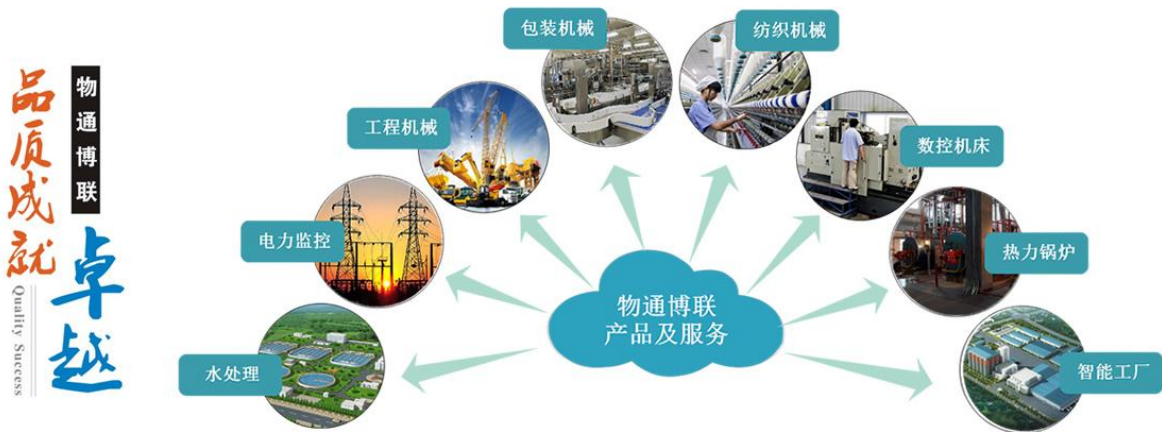 物通博联
品质成就
卓越
Quality Success
包装机械
纺织机械
工程机械
数控机床
电力监控
热力锅炉
水处理
智能工厂
物通博联
产品及服务